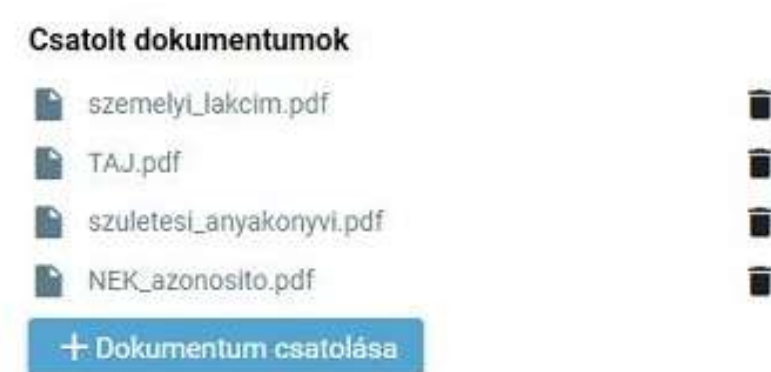 Csatolt dokumentumok
szemelyi_lakcim.pdf
TAJ.pdf
szuletesi_anyakonyvi.pdf
NEK_azonosito.pdf
+ Dokumentum csatolása